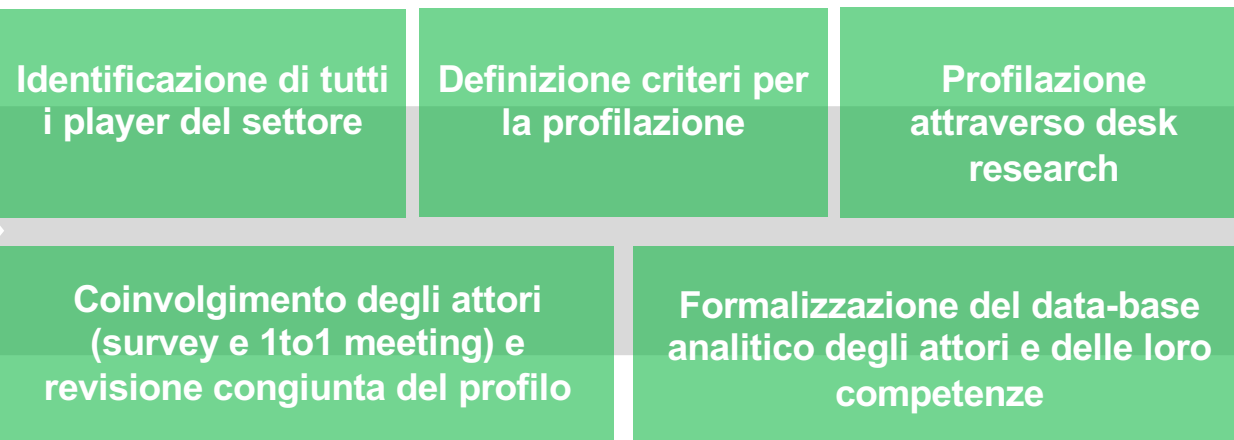 Identificazione di tutti
i player del settore
Definizione criteri per
la profilazione
Profilazione
attraverso desk
research
Coinvolgimento degli attori
(survey e 1to1 meeting) e
revisione congiunta del profilo
Formalizzazione del data-base
analitico degli attori e delle loro
competenze